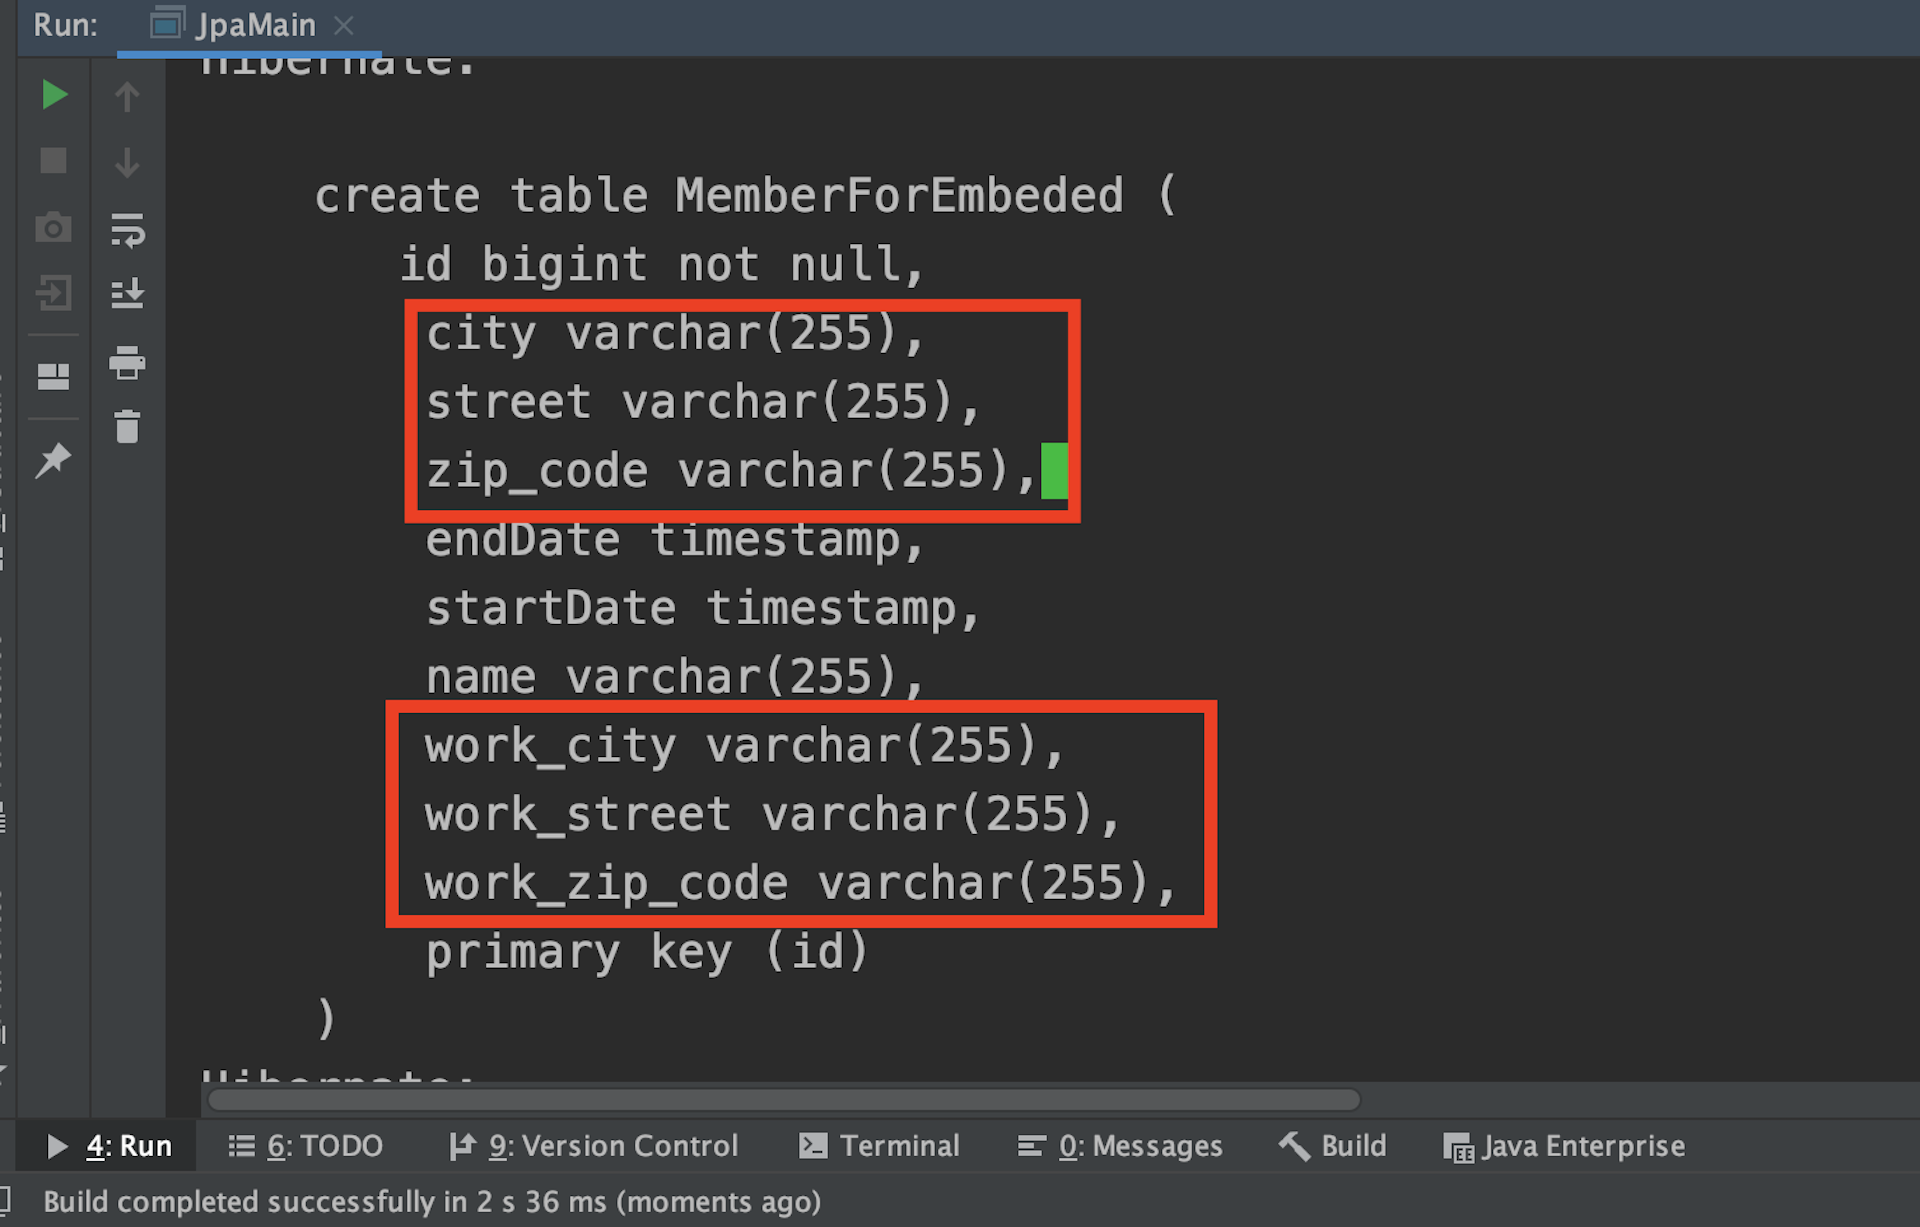 Run: JpaMain
Hibernate:
create table MemberForEmbeded (
id bigint not null,
city varchar(255),
street varchar(255),
zip_code varchar(255),
endDate timestamp,
startDate timestamp,
name varchar(255),
work_city varchar(255),
work_street varchar(255),
work_zip_code varchar(255),
primary key (id)
)
Hibernate:
4: Run 6: TODO 9: Version Control Terminal 0: Messages Build Java Enterprise
Build completed successfully in 2 s 36 ms (moments ago)